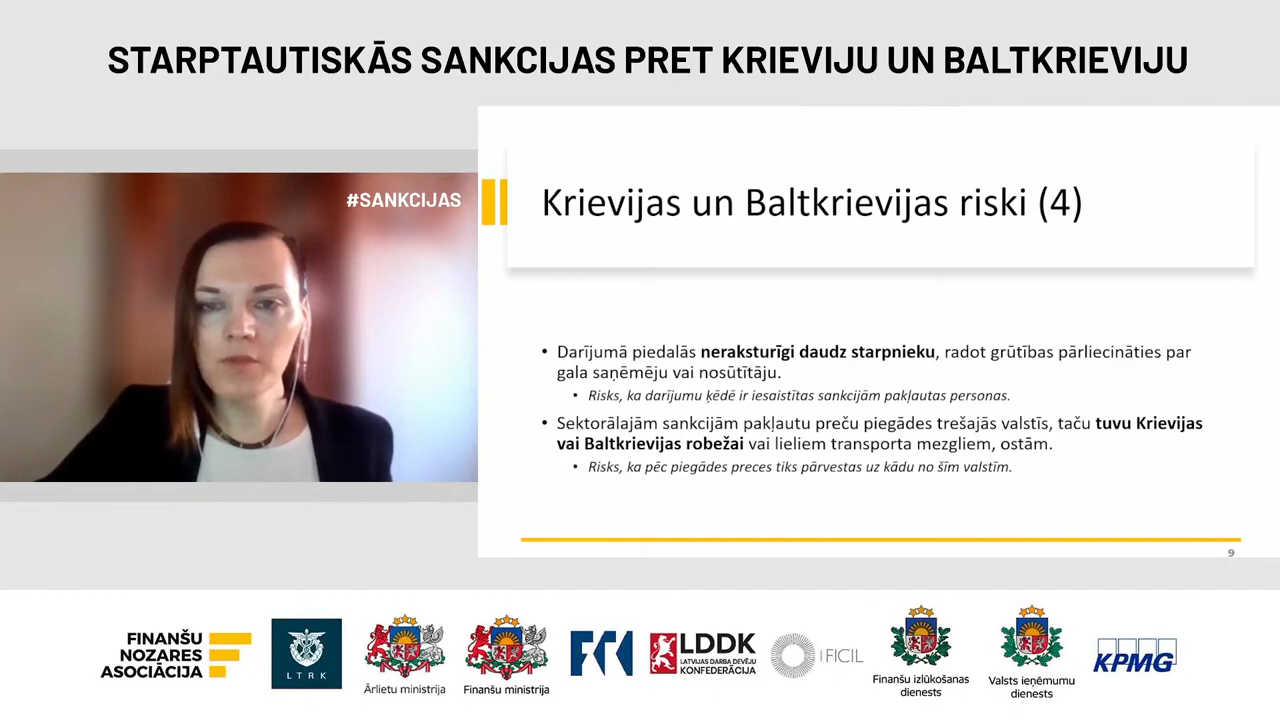 STARPTAUTISKĀS SANKCIJAS PRET KRIEVIJU UN BALTKRIEVIJU
#SANKCIJAS
Krievijas un Baltkrievijas riski (4)
• Darījumā piedalās neraksturīgi daudz starpnieku, radot grūtības pārliecināties par
gala saņēmēju vai nosūtītāju.
• Risks, ka darījumu ķēdē ir iesaistītas sankcijām pakļautas personas.
• Sektorālajām sankcijām pakļautu preču piegādes trešajās valstīs, taču tuvu Krievijas
vai Baltkrievijas robežai vai lieliem transporta mezgliem, ostām.
• Risks, ka pēc piegādes preces tiks pārvestas uz kādu no šīm valstīm.
9
FINANŠU
NOZARES
ASOCIĀCIJA
LTRK
Ārlietu ministrija
Finanšu ministrija
LDDK
LATVIJAS DARBA DEVĒJU
KONFEDERĀCIJA
FICIL
Finanšu izlūkošanas
dienests
Valsts ieņēmumu
dienests
KPMG